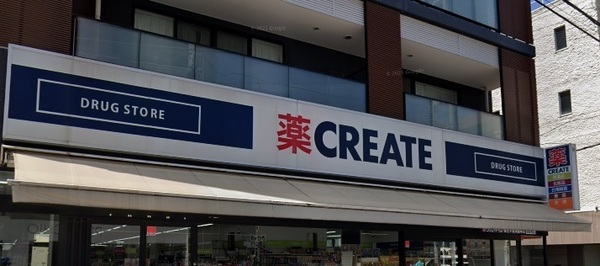 DRUG STORE
薬 CREATE
DRUG STORE
薬
CREATE